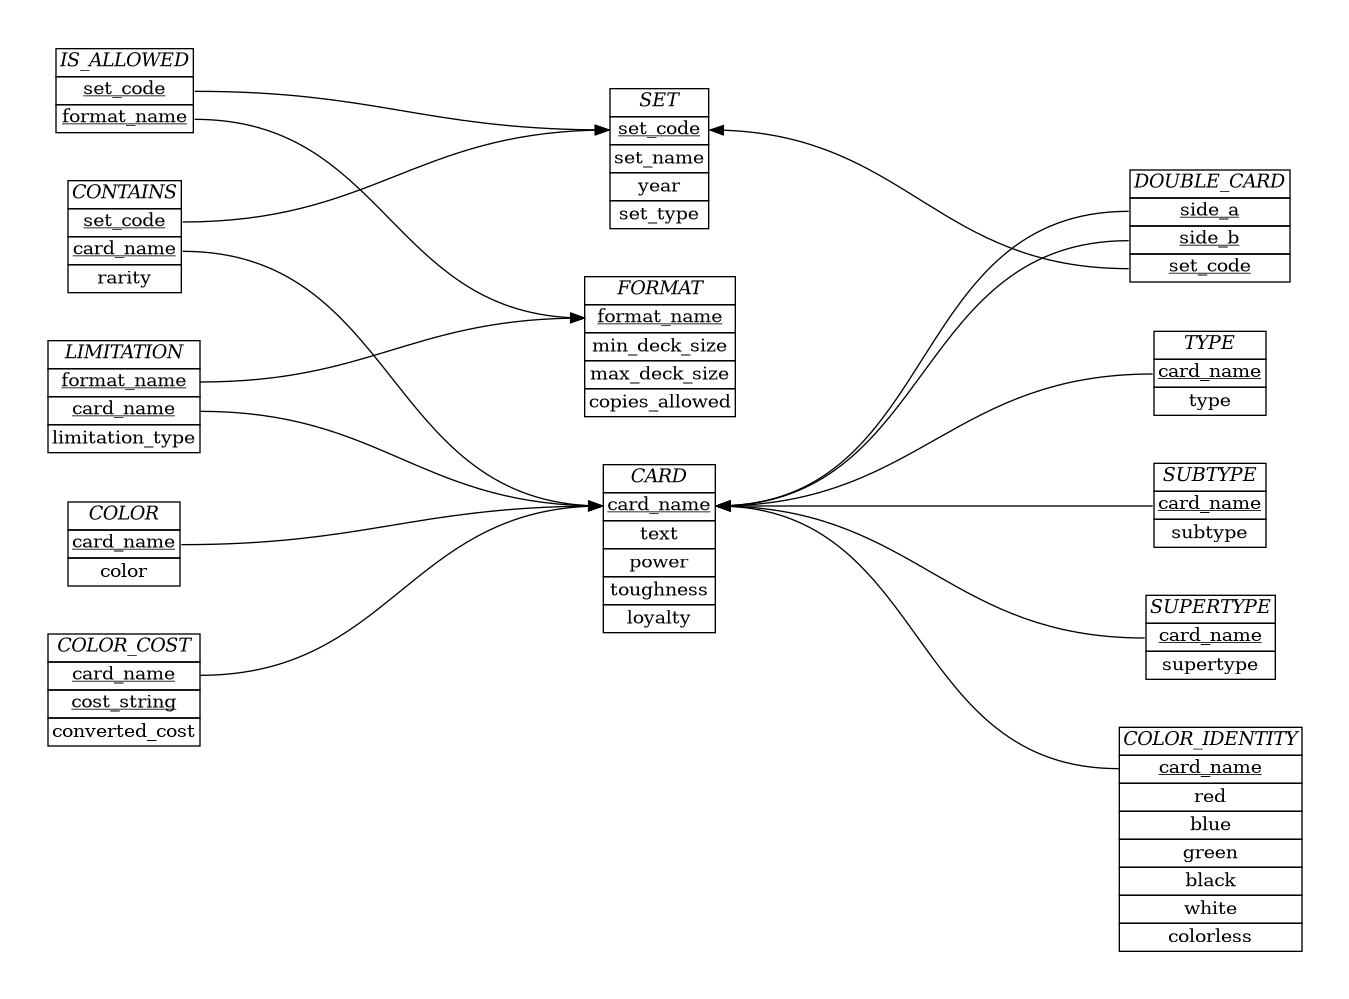 IS_ALLOWED
set_code
format_name
CONTAINS
set_code
card_name
rarity
LIMITATION
format_name
card_name
limitation_type
COLOR
card_name
color
COLOR_COST
card_name
cost_string
converted_cost
SET
set_code
set_name
year
set_type
FORMAT
format_name
min_deck_size
max_deck_size
copies_allowed
CARD
card_name
text
power
toughness
loyalty
DOUBLE_CARD
side_a
side_b
set_code
TYPE
card_name
type
SUBTYPE
card_name
subtype
SUPERTYPE
card_name
supertype
COLOR_IDENTITY
card_name
red
blue
green
black
white
colorless